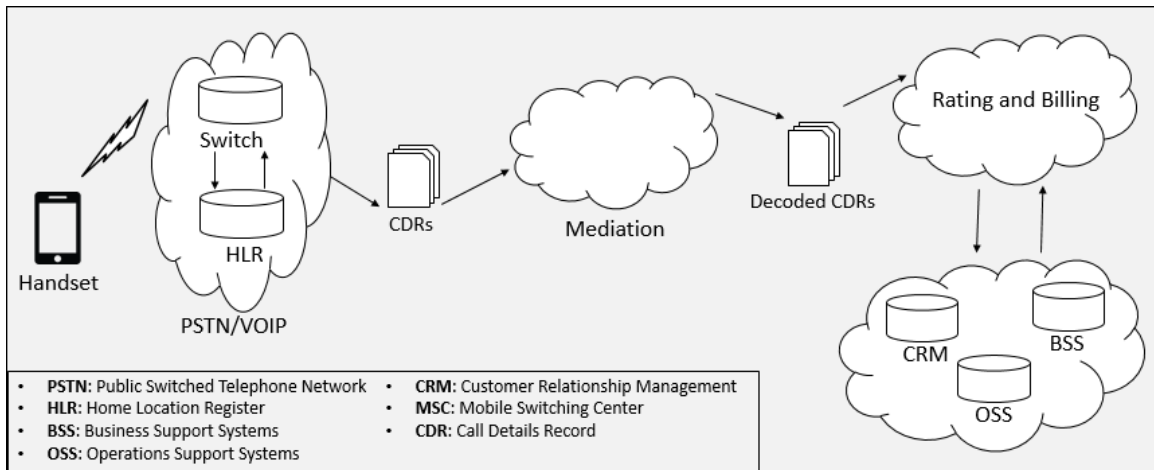 Switch
HLR
Handset
PSTN/VOIP
CDRs
Mediation
Decoded CDRs
Rating and Billing
CRM
BSS
OSS
• PSTN: Public Switched Telephone Network
• HLR: Home Location Register
• BSS: Business Support Systems
• OSS: Operations Support Systems
• CRM: Customer Relationship Management
• MSC: Mobile Switching Center
• CDR: Call Details Record